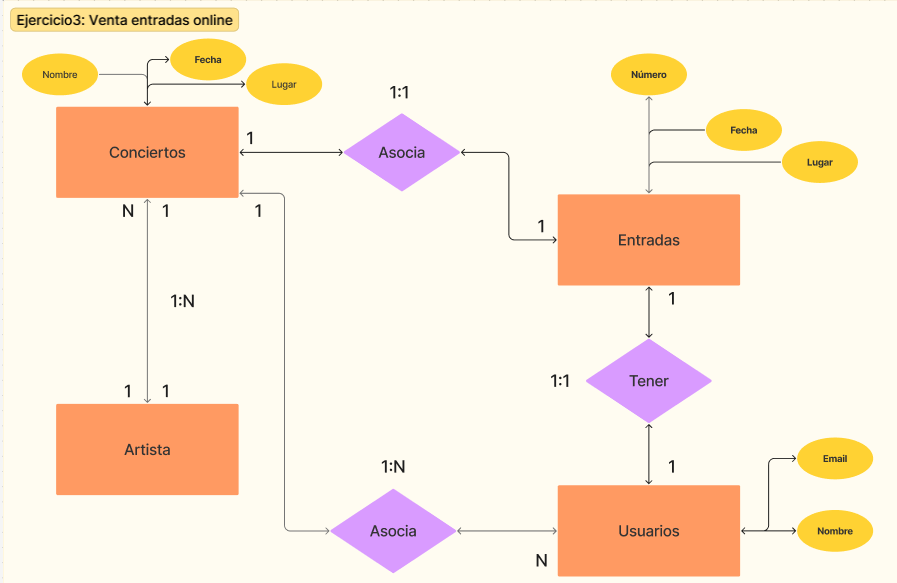 Ejercicio3: Venta entradas online
Nombre
Fecha
Lugar
1:1
Número
Fecha
Lugar
Conciertos
1
Asocia
N
1
1
1
Entradas
1
1:N
1:1
Tener
1
1
Artista
1:N
1
Email
Asocia
Usuarios
Nombre
N